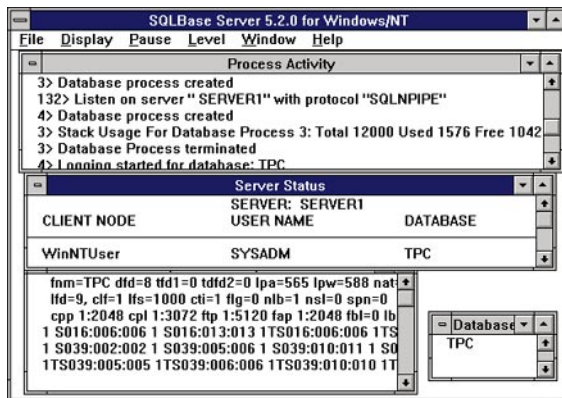 SQLBase Server 5.2.0 for Windows/NT
File Display Pause Level Window Help
Process Activity
3> Database process created
132> Listen on server " SERVER1" with protocol "SQLNPIPE"
4> Database process created
3> Stack Usage For Database Process 3: Total 12000 Used 1576 Free 1042
3> Database Process terminated
4> Logging started for database: TPC
Server Status
SERVER: SERVER1
CLIENT NODE USER NAME DATABASE
WinNTUser SYSADM TPC
fnm=TPC dfd=8 tfd1=0 tdfd2=0 lpa=565 lpw=588 nat=
lfd=9, clf=1 lfs=1000 cti=1 flg=0 nlb=1 nsl=0 spn=0
cpp 1:2048 cpl 1:3072 ftp 1:5120 fap 1:2048 fbl=0 lb
1 S016:006:006 1 S016:013:013 1TS016:006:006 1TS
1 S039:002:002 1 S039:005:006 1 S039:010:011 1 S0
1TS039:005:005 1TS039:006:006 1TS039:010:010 1T
Database
TPC